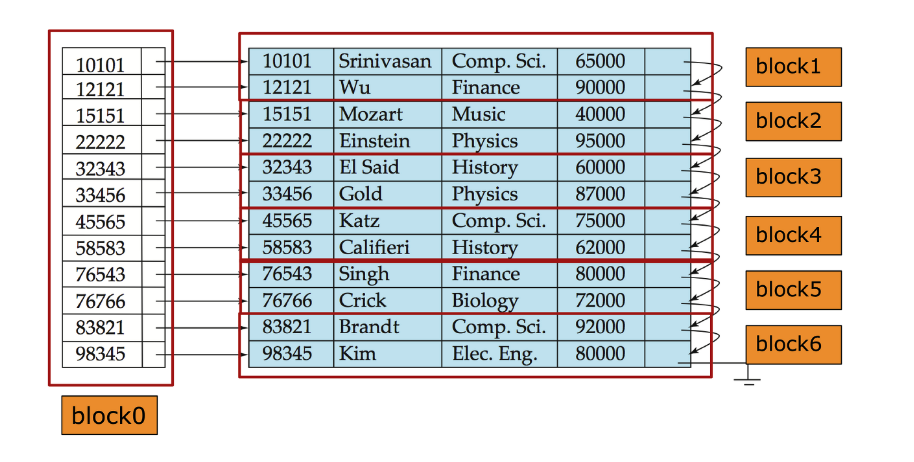 10101 10101 Srinivasan Comp. Sci. 65000 block1
12121 12121 Wu Finance 90000
15151 15151 Mozart Music 40000 block2
22222 22222 Einstein Physics 95000
32343 32343 El Said History 60000 block3
33456 33456 Gold Physics 87000
45565 45565 Katz Comp. Sci. 75000 block4
58583 58583 Califieri History 62000
76543 76543 Singh Finance 80000 block5
76766 76766 Crick Biology 72000
83821 83821 Brandt Comp. Sci. 92000 block6
98345 98345 Kim Elec. Eng. 80000
block0